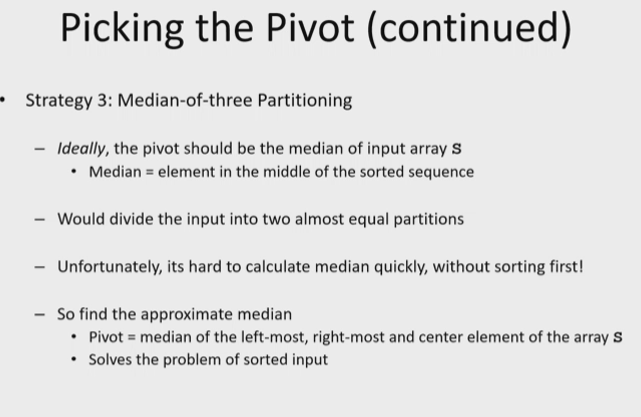 Picking the Pivot (continued)
• Strategy 3: Median-of-three Partitioning
– Ideally, the pivot should be the median of input array S
• Median = element in the middle of the sorted sequence
– Would divide the input into two almost equal partitions
– Unfortunately, its hard to calculate median quickly, without sorting first!
– So find the approximate median
• Pivot = median of the left-most, right-most and center element of the array S
• Solves the problem of sorted input